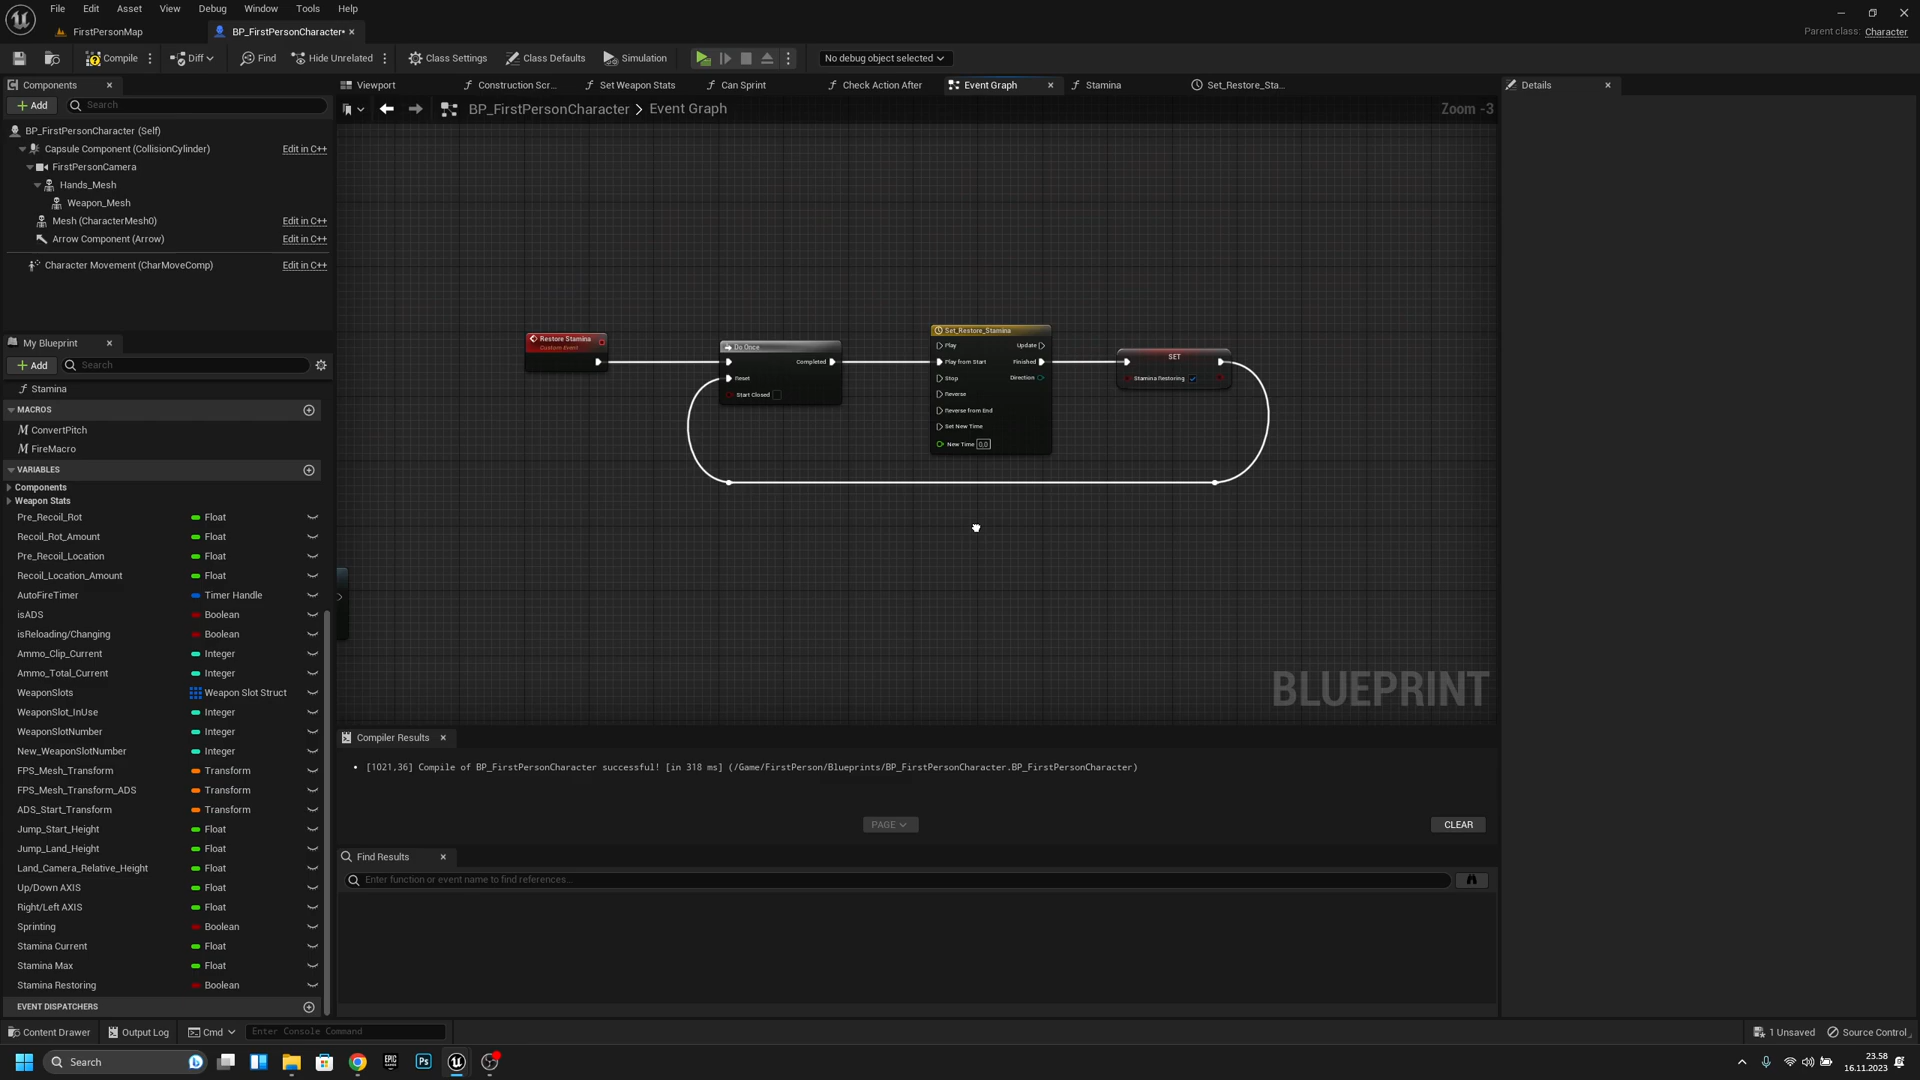 File Edit Asset View Debug Window Tools Help
FirstPersonMap
BP_FirstPersonCharacter•
Parent class: Character
Compile
Diff
Find
Hide Unrelated
Class Settings
Class Defaults
Simulation
No debug object selected
Components
Viewport
Construction Scr...
Set Weapon Stats
Can Sprint
Check Action After
Event Graph
Stamina
Set_Restore_Sta...
Details
Add
Search
BP_FirstPersonCharacter > Event Graph
Zoom -3
BP_FirstPersonCharacter (Self)
Capsule Component (CollisionCylinder) Edit in C++
FirstPersonCamera
Hands_Mesh
Weapon_Mesh
Mesh (CharacterMesh0) Edit in C++
Arrow Component (Arrow) Edit in C++
Character Movement (CharMoveComp) Edit in C++
My Blueprint
Add
Search
Stamina
MACROS
ConvertPitch
FireMacro
VARIABLES
Components
Weapon Stats
Pre_Recoil_Rot Float
Recoil_Rot_Amount Float
Pre_Recoil_Location Float
Recoil_Location_Amount Float
AutoFireTimer Timer Handle
isADS Boolean
isReloading/Changing Boolean
Ammo_Clip_Current Integer
Ammo_Total_Current Integer
WeaponSlots Weapon Slot Struct
WeaponSlot_InUse Integer
WeaponSlotNumber Integer
New_WeaponSlotNumber Integer
FPS_Mesh_Transform Transform
FPS_Mesh_Transform_ADS Transform
ADS_Start_Transform Transform
Jump_Start_Height Float
Jump_Land_Height Float
Land_Camera_Relative_Height Float
Up/Down AXIS Float
Right/Left AXIS Float
Sprinting Boolean
Stamina Current Float
Stamina Max Float
Stamina Restoring Boolean
EVENT DISPATCHERS
Restore Stamina
Custom Event
Do Once
Completed
Reset
Start Closed
Set_Restore_Stamina
Play Update
Play from Start Finished
Stop Direction
Reverse
Reverse from End
Set New Time
New Time 0,0
SET
Stamina Restoring
BLUEPRINT
Compiler Results
• [1021,36] Compile of BP_FirstPersonCharacter successful! [in 318 ms] (/Game/FirstPerson/Blueprints/BP_FirstPersonCharacter.BP_FirstPersonCharacter)
PAGE
CLEAR
Find Results
Enter function or event name to find references...
Content Drawer
Output Log
Cmd
Enter Console Command
1 Unsaved
Source Control
Search
EPIC
Ps
23.58
16.11.2023